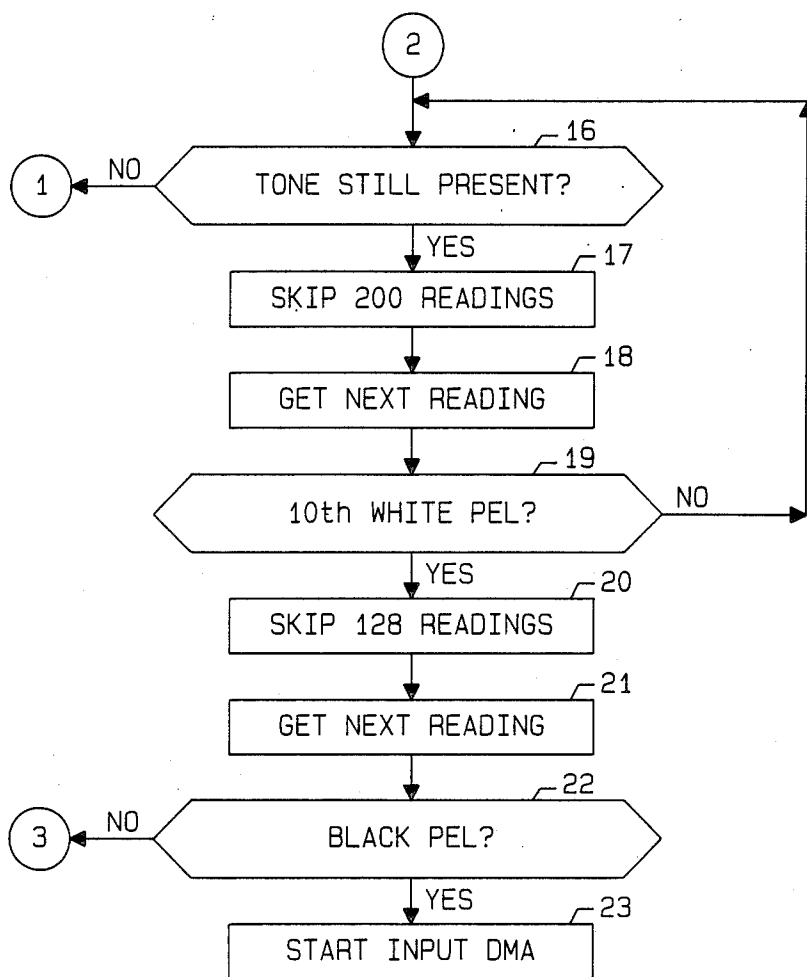 2
16
NO
1
TONE STILL PRESENT?
YES
17
SKIP 200 READINGS
18
GET NEXT READING
19
NO
10th WHITE PEL?
YES
20
SKIP 128 READINGS
21
GET NEXT READING
22
NO
3
BLACK PEL?
YES
23
START INPUT DMA